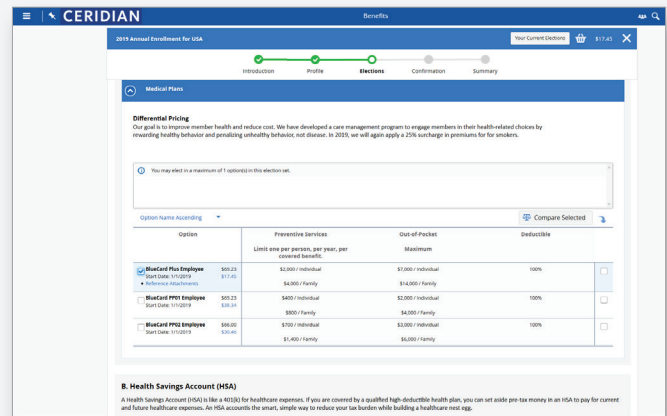 CERIDIAN
Benefits
2019 Annual Enrollment for USA
Your Current Elections
$17.45
Introduction
Profile
Elections
Confirmation
Summary
Medical Plans
Differential Pricing
Our goal is to improve member health and reduce cost. We have developed a care management program to engage members in their health-related choices by
rewarding healthy behavior and penalizing unhealthy behavior, not disease. In 2019, we will again apply a 25% surcharge in premiums for for smokers.
You may elect in a maximum of 1 option(s) in this election set.
Option Name Ascending
Compare Selected
Option
Preventive Services
Out-of-Pocket
Deductible
Limit one per person, per year, per
covered benefit.
Maximum
BlueCard Plus Employee $65.23 $2,000 / Individual $7,000 / Individual 100%
Start Date: 1/1/2019 $17.45
• Reference Attachments $4,000 / Family $14,000 / Family
BlueCard PP01 Employee $65.23 $400 / Individual $2,000 / Individual 100%
Start Date: 1/1/2019 $28.34
$800 / Family $4,000 / Family
BlueCard PP02 Employee $66.00 $700 / Individual $3,000 / Individual 100%
Start Date: 1/1/2019
$1,400 / Family $6,000 / Family
B. Health Savings Account (HSA)
A Health Savings Account (HSA) is like a 401(k) for healthcare expenses. If you are covered by a qualified high-deductible health plan, you can set aside pre-tax money in an HSA to pay for current
and future healthcare expenses. An HSA accountis the smart, simple way to reduce your tax burden while building a healthcare nest egg.